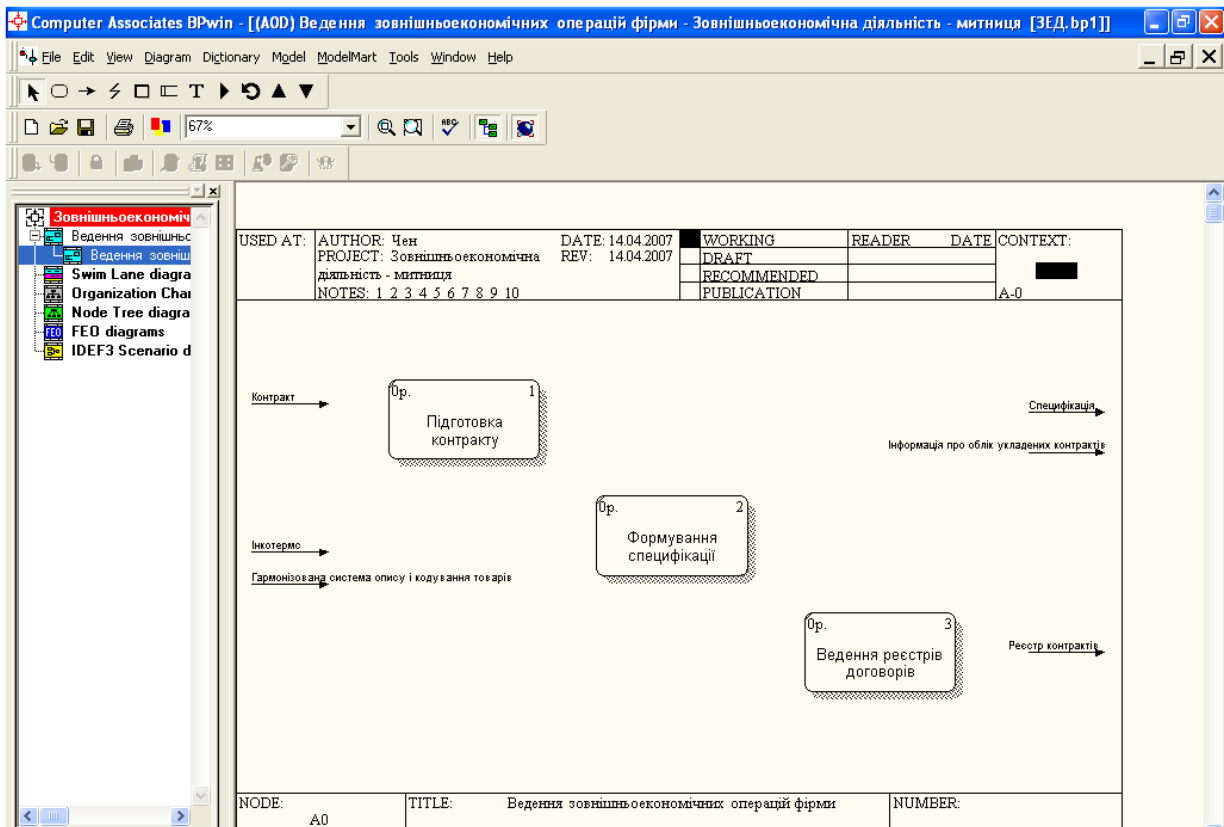 Computer Associates BPwin - [(A0D) Ведення зовнішньоекономічних операцій фірми - Зовнішньоекономічна діяльність - митниця [ЗЕД.bp1]]
File Edit View Diagram Dictionary Model ModelMart Tools Window Help
67%
ABC
Зовнішньоекономіч
Ведення зовнішньо
Ведення зовніш
Swim Lane diagra
Organization Char
Node Tree diagra
FEO diagrams
IDEF3 Scenario d
USED AT: AUTHOR: Чен DATE: 14.04.2007 WORKING READER DATE CONTEXT:
PROJECT: Зовнішньоекономічна REV: 14.04.2007 DRAFT
діяльність - митниця RECOMMENDED
NOTES: 1 2 3 4 5 6 7 8 9 10 PUBLICATION A-0
Контракт
0р. 1
Підготовка
контракту
Специфікація
Інформація про облік укладених контрактів
0р. 2
Формування
специфікації
Інкотермс
Гармонізована система опису і кодування товарів
0р. 3
Ведення реєстрів
договорів
Реєстр контрактів
NODE: TITLE: Ведення зовнішньоекономічних операцій фірми NUMBER:
A0